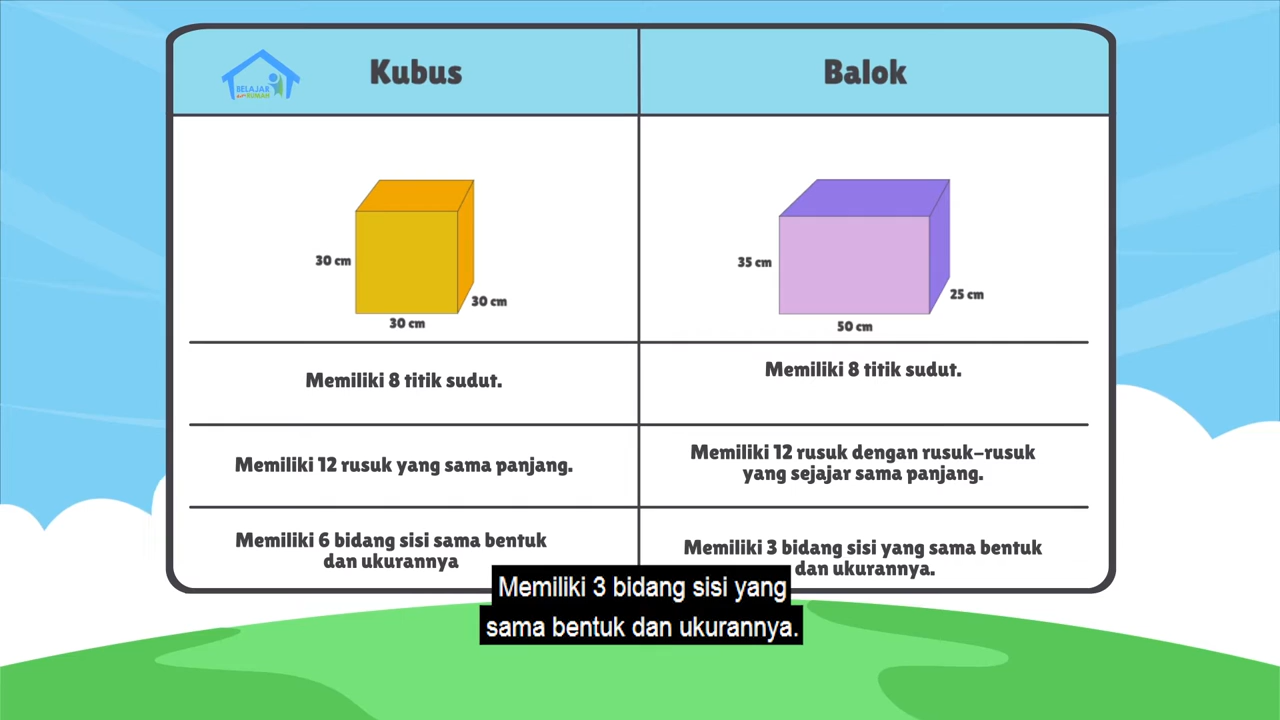 Kubus
Balok
BELAJAR
dari RUMAH
30 cm
30 cm
30 cm
35 cm
25 cm
50 cm
Memiliki 8 titik sudut.
Memiliki 8 titik sudut.
Memiliki 12 rusuk yang sama panjang.
Memiliki 12 rusuk dengan rusuk-rusuk
yang sejajar sama panjang.
Memiliki 6 bidang sisi sama bentuk
dan ukurannya
Memiliki 3 bidang sisi yang sama bentuk
dan ukurannya.
Memiliki 3 bidang sisi yang
sama bentuk dan ukurannya.